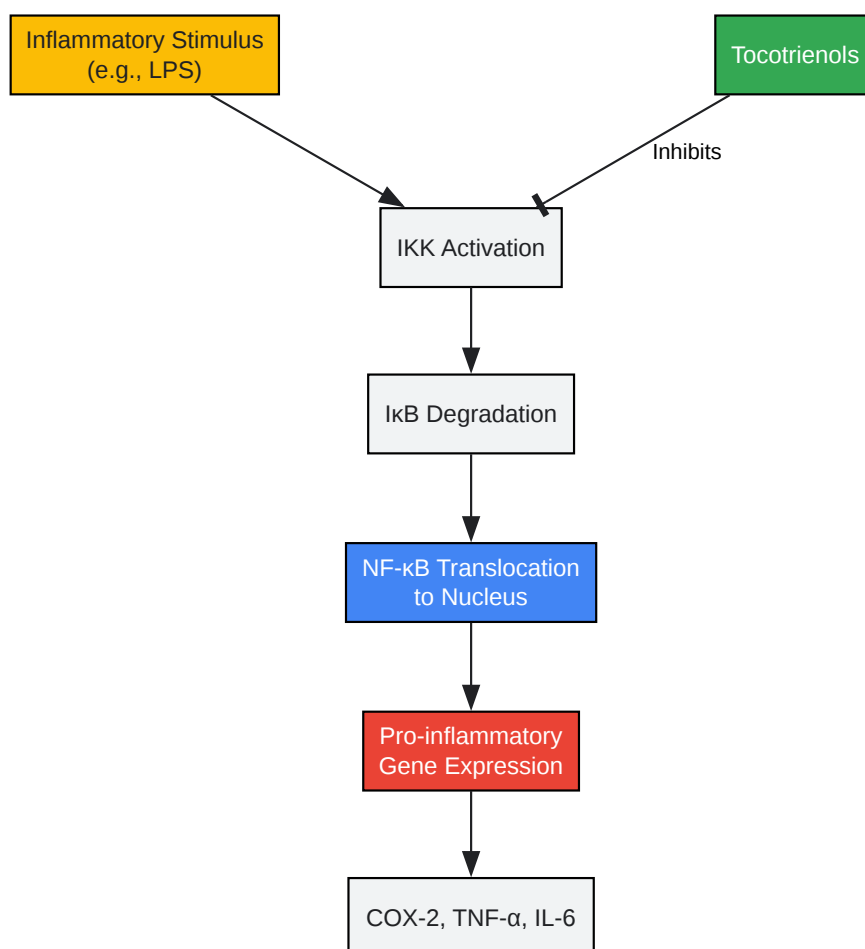 Inflammatory Stimulus
(e.g., LPS)
Tocotrienols
Inhibits
IKK Activation
IκB Degradation
NF-κB Translocation
to Nucleus
Pro-inflammatory
Gene Expression
COX-2, TNF-α, IL-6